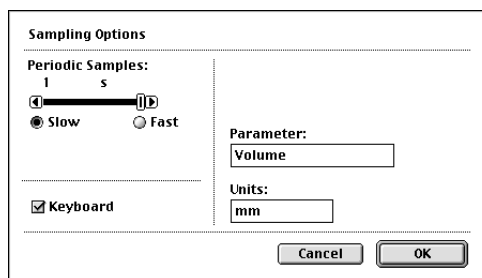 Sampling Options
Periodic Samples:
1 s
Slow Fast
Parameter:
Volume
Units:
mm
Keyboard
Cancel OK